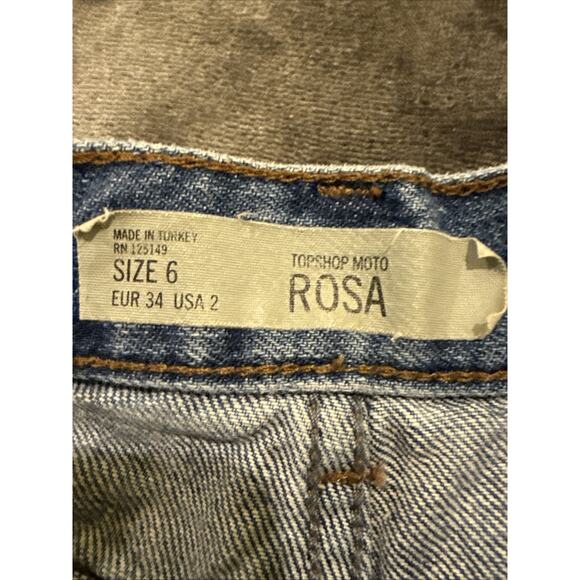 MADE IN TURKEY
RN 125149
SIZE 6
EUR 34 USA 2
TOPSHOP MOTO
ROSA